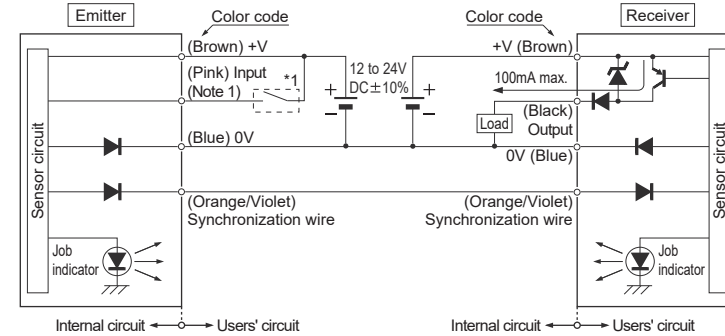 Emitter
Color code
Color code
Receiver
(Brown) +V
+V (Brown)
(Pink) Input
(Note 1)
*1
12 to 24V
DC±10%
+
−
+
−
100mA max.
Load
(Black)
Output
(Blue) 0V
0V (Blue)
Sensor circuit
Sensor circuit
(Orange/Violet)
Synchronization wire
(Orange/Violet)
Synchronization wire
Job
indicator
Job
indicator
Internal circuit
Users' circuit
Internal circuit
Users' circuit